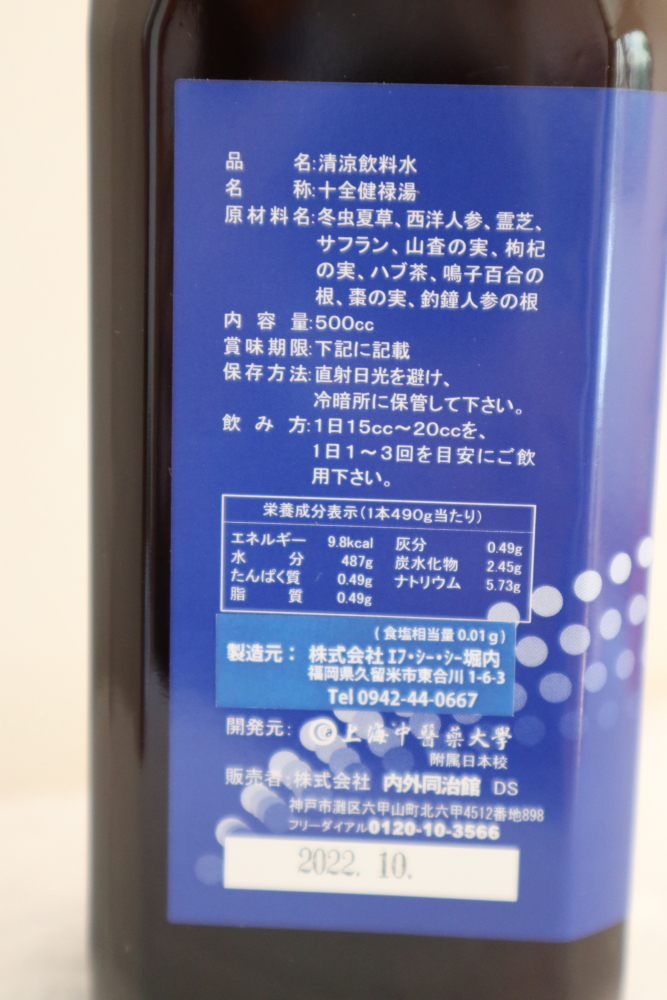 品　　名:清涼飲料水
名　　称:十全健禄湯
原材料名:冬虫夏草、西洋人参、霊芝、
サフラン、山査の実、枸杞
の実、ハブ茶、鳴子百合の
根、棗の実、釣鐘人参の根
内 容 量:500cc
賞味期限:下記に記載
保存方法:直射日光を避け、
冷暗所に保管して下さい。
飲 み 方:1日15cc～20ccを、
1日1～3回を目安にご飲
用下さい。
栄養成分表示(1本490g当たり)
エネルギー 9.8kcal 灰分 0.49g
水　　分 487g 炭水化物 2.45g
たんぱく質 0.49g ナトリウム 5.73g
脂　　質 0.49g
(食塩相当量 0.01g)
製造元： 株式会社 ｴﾌ･ｼｰ･ｼｰ堀内
福岡県久留米市東合川 1-6-3
Tel 0942-44-0667
開発元: 上海中醫藥大學
附属日本校
販売者:株式会社 内外同治館 DS
神戸市灘区六甲山町北六甲4512番地898
フリーダイアル0120-10-3566
2022. 10.